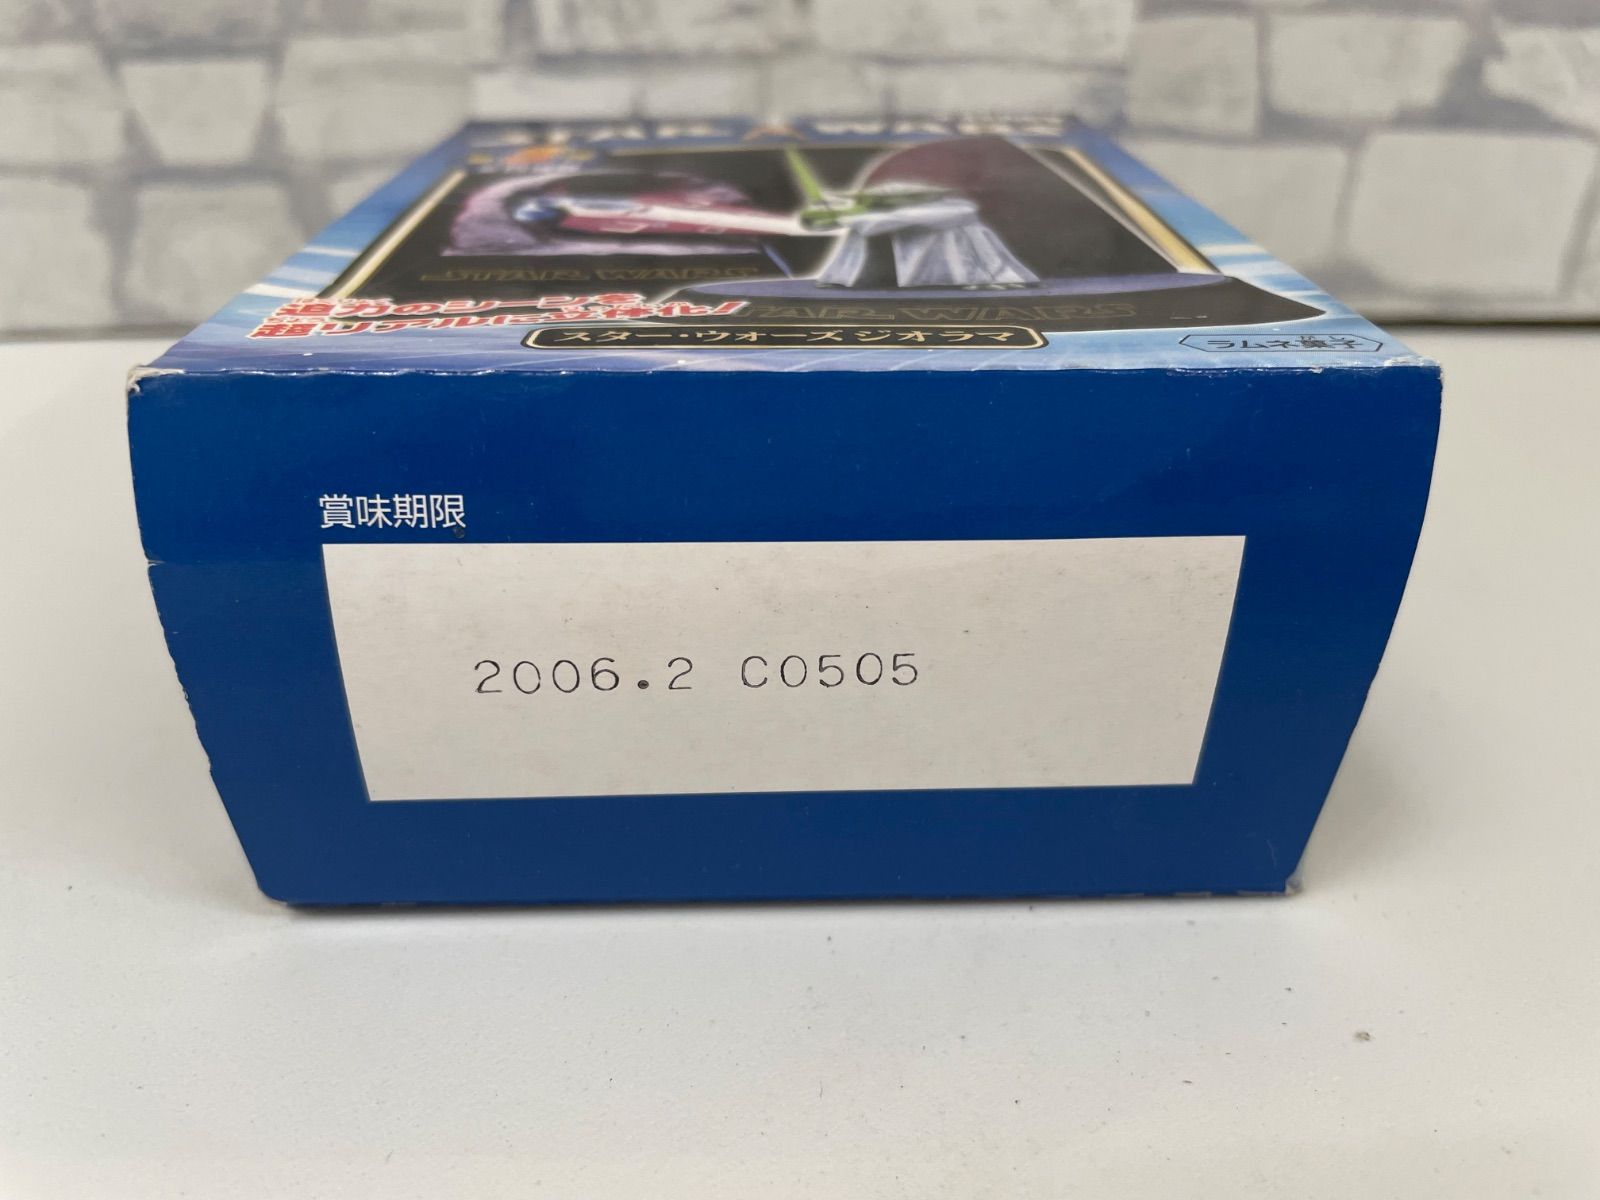 STAR WARS
STAR WARS
STAR WARS
迫力のシーンを
超リアルに立体化!
スター・ウォーズ ジオラマ
ラムネ菓子
賞味期限
2006.2 C0505